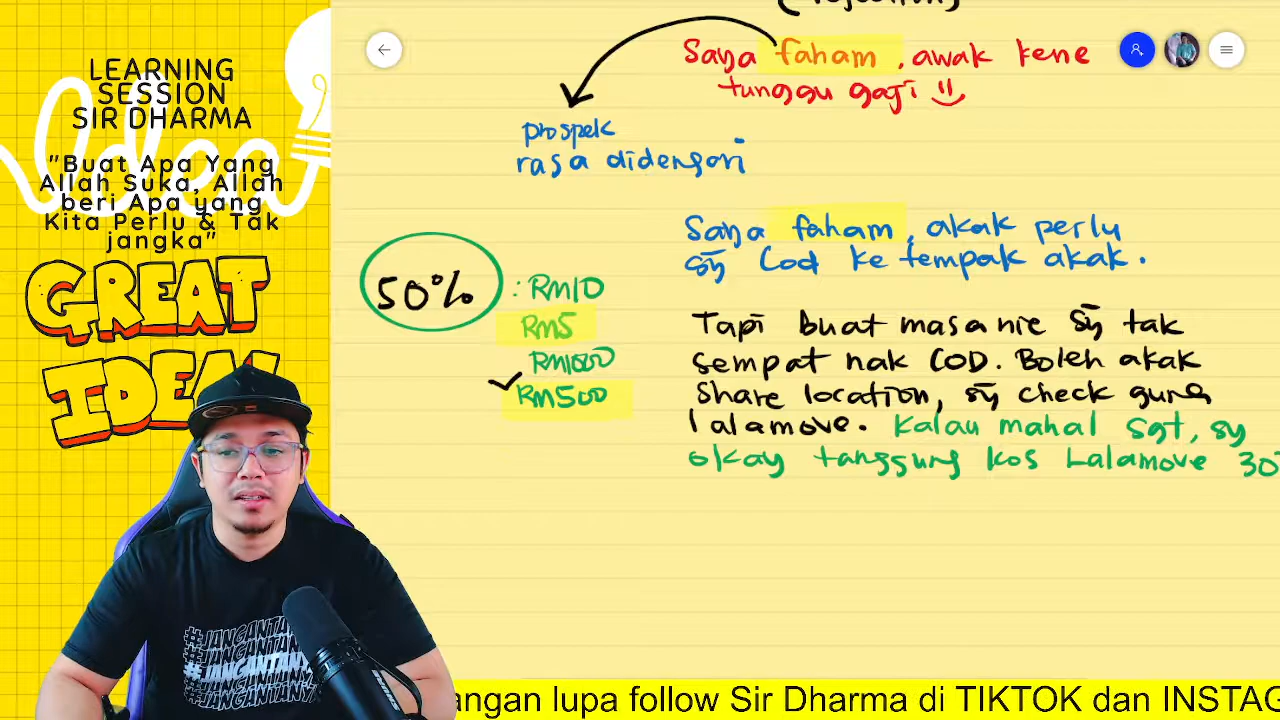 LEARNING
SESSION
SIR DHARMA
"Buat Apa Yang
Allah Suka, Allah
beri Apa yang
Kita Perlu & Tak
jangka"
GREAT
IDEA
Saya faham, awak kene
tunggu gaji
prospek
rasa didengari
50%
: RM10
RM5
RM1000
RM500
Saya faham, akak perlu
sy Cod ke tempak akak.
Tapi buat masa nie sy tak
sempat nak COD. Boleh akak
share location, sy check guna
lalamove. Kalau mahal sgt, sy
okay tanggung kos Lalamove 30
#JANGANTANY
angan lupa follow Sir Dharma di TIKTOK dan INSTAG